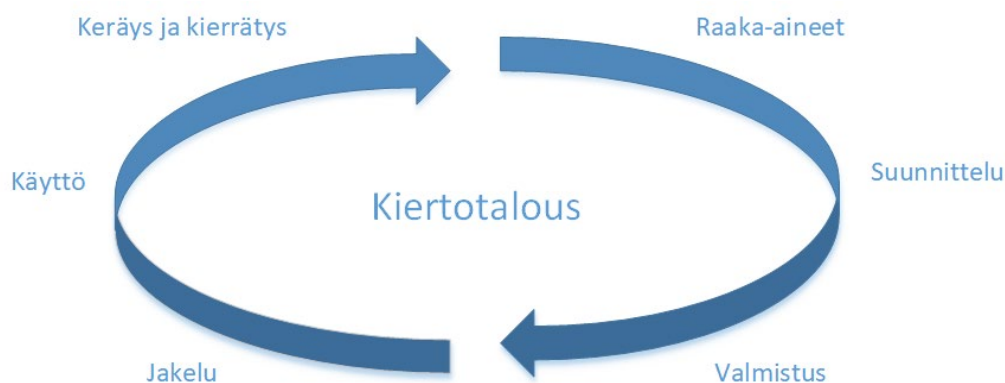 Keräys ja kierrätys
Raaka-aineet
Käyttö
Suunnittelu
Kiertotalous
Jakelu
Valmistus